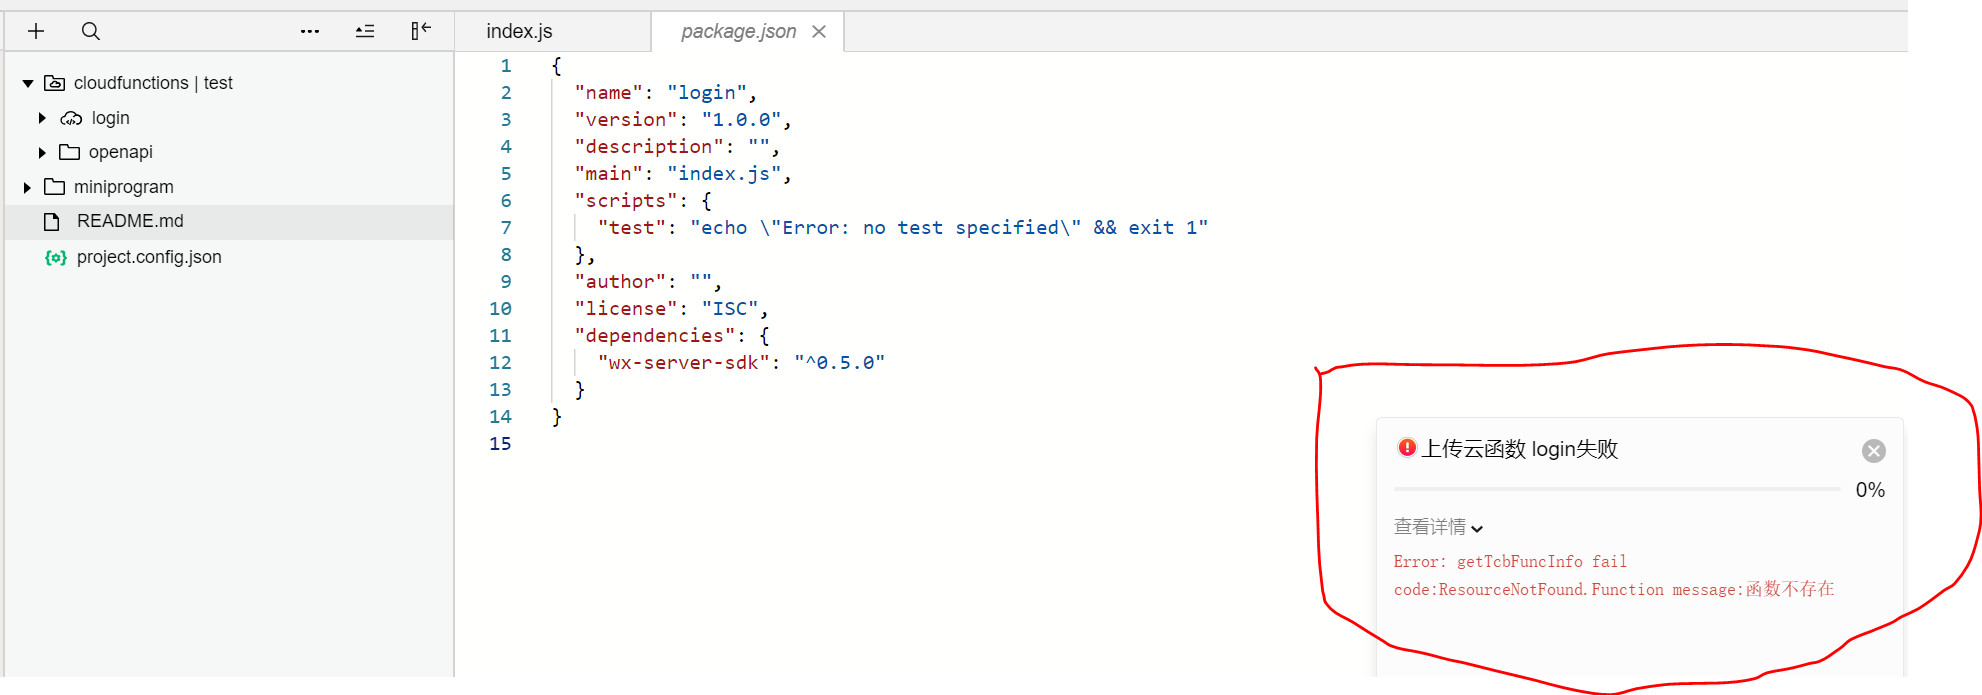 index.js
package.json
cloudfunctions | test
login
openapi
miniprogram
README.md
project.config.json
1 {
2 "name": "login",
3 "version": "1.0.0",
4 "description": "",
5 "main": "index.js",
6 "scripts": {
7 "test": "echo \"Error: no test specified\" && exit 1"
8 },
9 "author": "",
10 "license": "ISC",
11 "dependencies": {
12 "wx-server-sdk": "^0.5.0"
13 }
14 }
15
上传云函数 login失败
0%
查看详情
Error: getTcbFuncInfo fail
code:ResourceNotFound.Function message:函数不存在